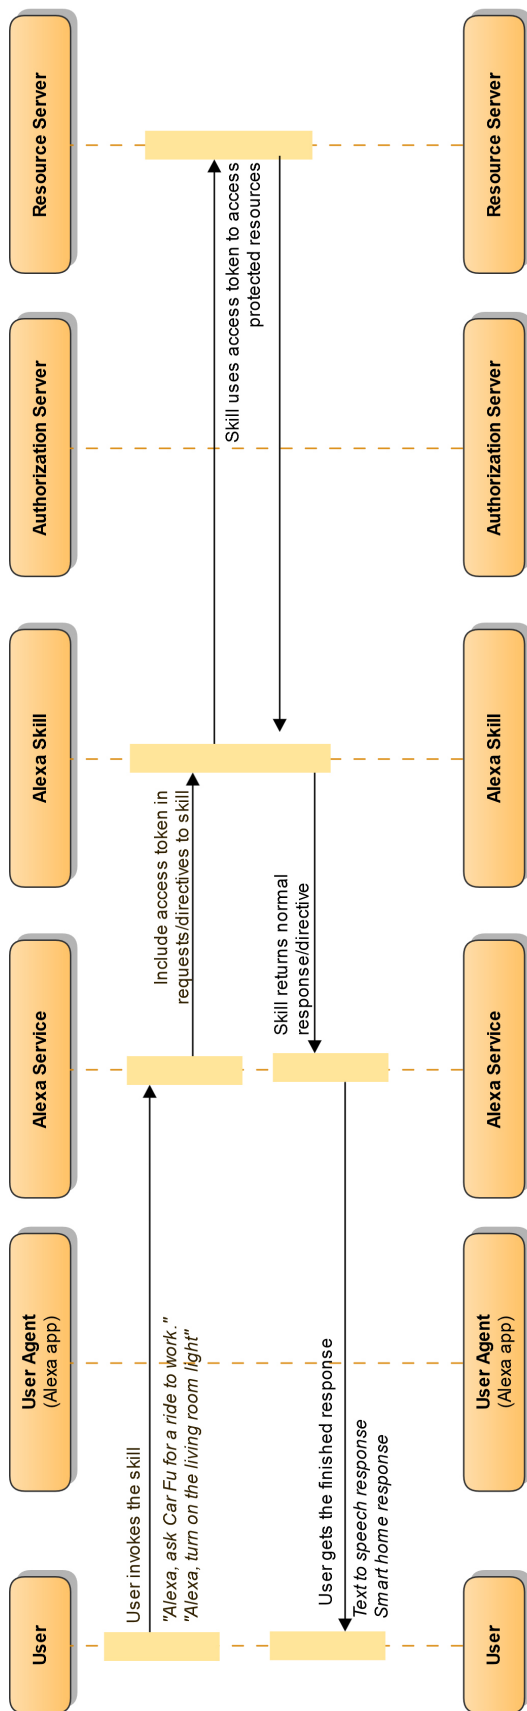 User
User Agent
(Alexa app)
Alexa Service
Alexa Skill
Authorization Server
Resource Server
User invokes the skill
"Alexa, ask Car Fu for a ride to work."
"Alexa, turn on the living room light"
Include access token in
requests/directives to skill
Skill uses access token to access
protected resources
Skill returns normal
response/directive
User gets the finished response
Text to speech response
Smart home response
User
User Agent
(Alexa app)
Alexa Service
Alexa Skill
Authorization Server
Resource Server